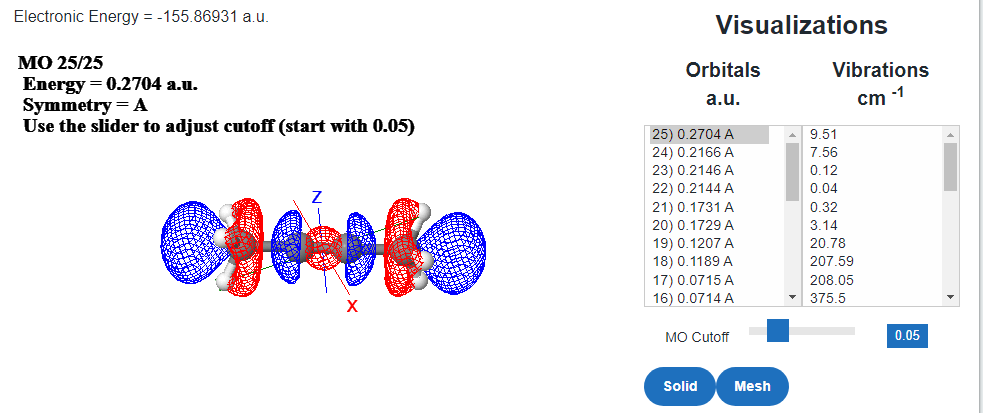 Electronic Energy = -155.86931 a.u.
MO 25/25
Energy = 0.2704 a.u.
Symmetry = A
Use the slider to adjust cutoff (start with 0.05)
Z
X
Visualizations
Orbitals
a.u.
25) 0.2704 A
24) 0.2166 A
23) 0.2146 A
22) 0.2144 A
21) 0.1731 A
20) 0.1729 A
19) 0.1207 A
18) 0.1189 A
17) 0.0715 A
16) 0.0714 A
Vibrations
cm -1
9.51
7.56
0.12
0.04
0.32
3.14
20.78
207.59
208.05
375.5
MO Cutoff
0.05
Solid
Mesh